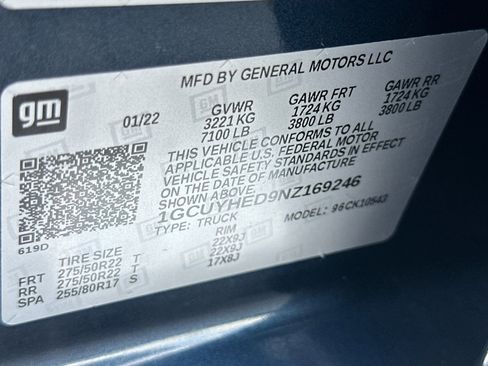 MFD BY GENERAL MOTORS LLC
gm
01/22
GVWR
3221 KG
7100 LB
GAWR FRT
1724 KG
3800 LB
GAWR RR
1724 KG
3800 LB
THIS VEHICLE CONFORMS TO ALL
APPLICABLE U.S. FEDERAL MOTOR
VEHICLE SAFETY STANDARDS IN EFFECT
ON THE DATE OF MANUFACTURE
SHOWN ABOVE.
1GCUYHED9NZ169246
TYPE: TRUCK
MODEL: 96CK10543
619D
TIRE SIZE RIM
FRT 275/50R22 T 22X9J
RR 275/50R22 T 22X9J
SPA 255/80R17 S 17X8J